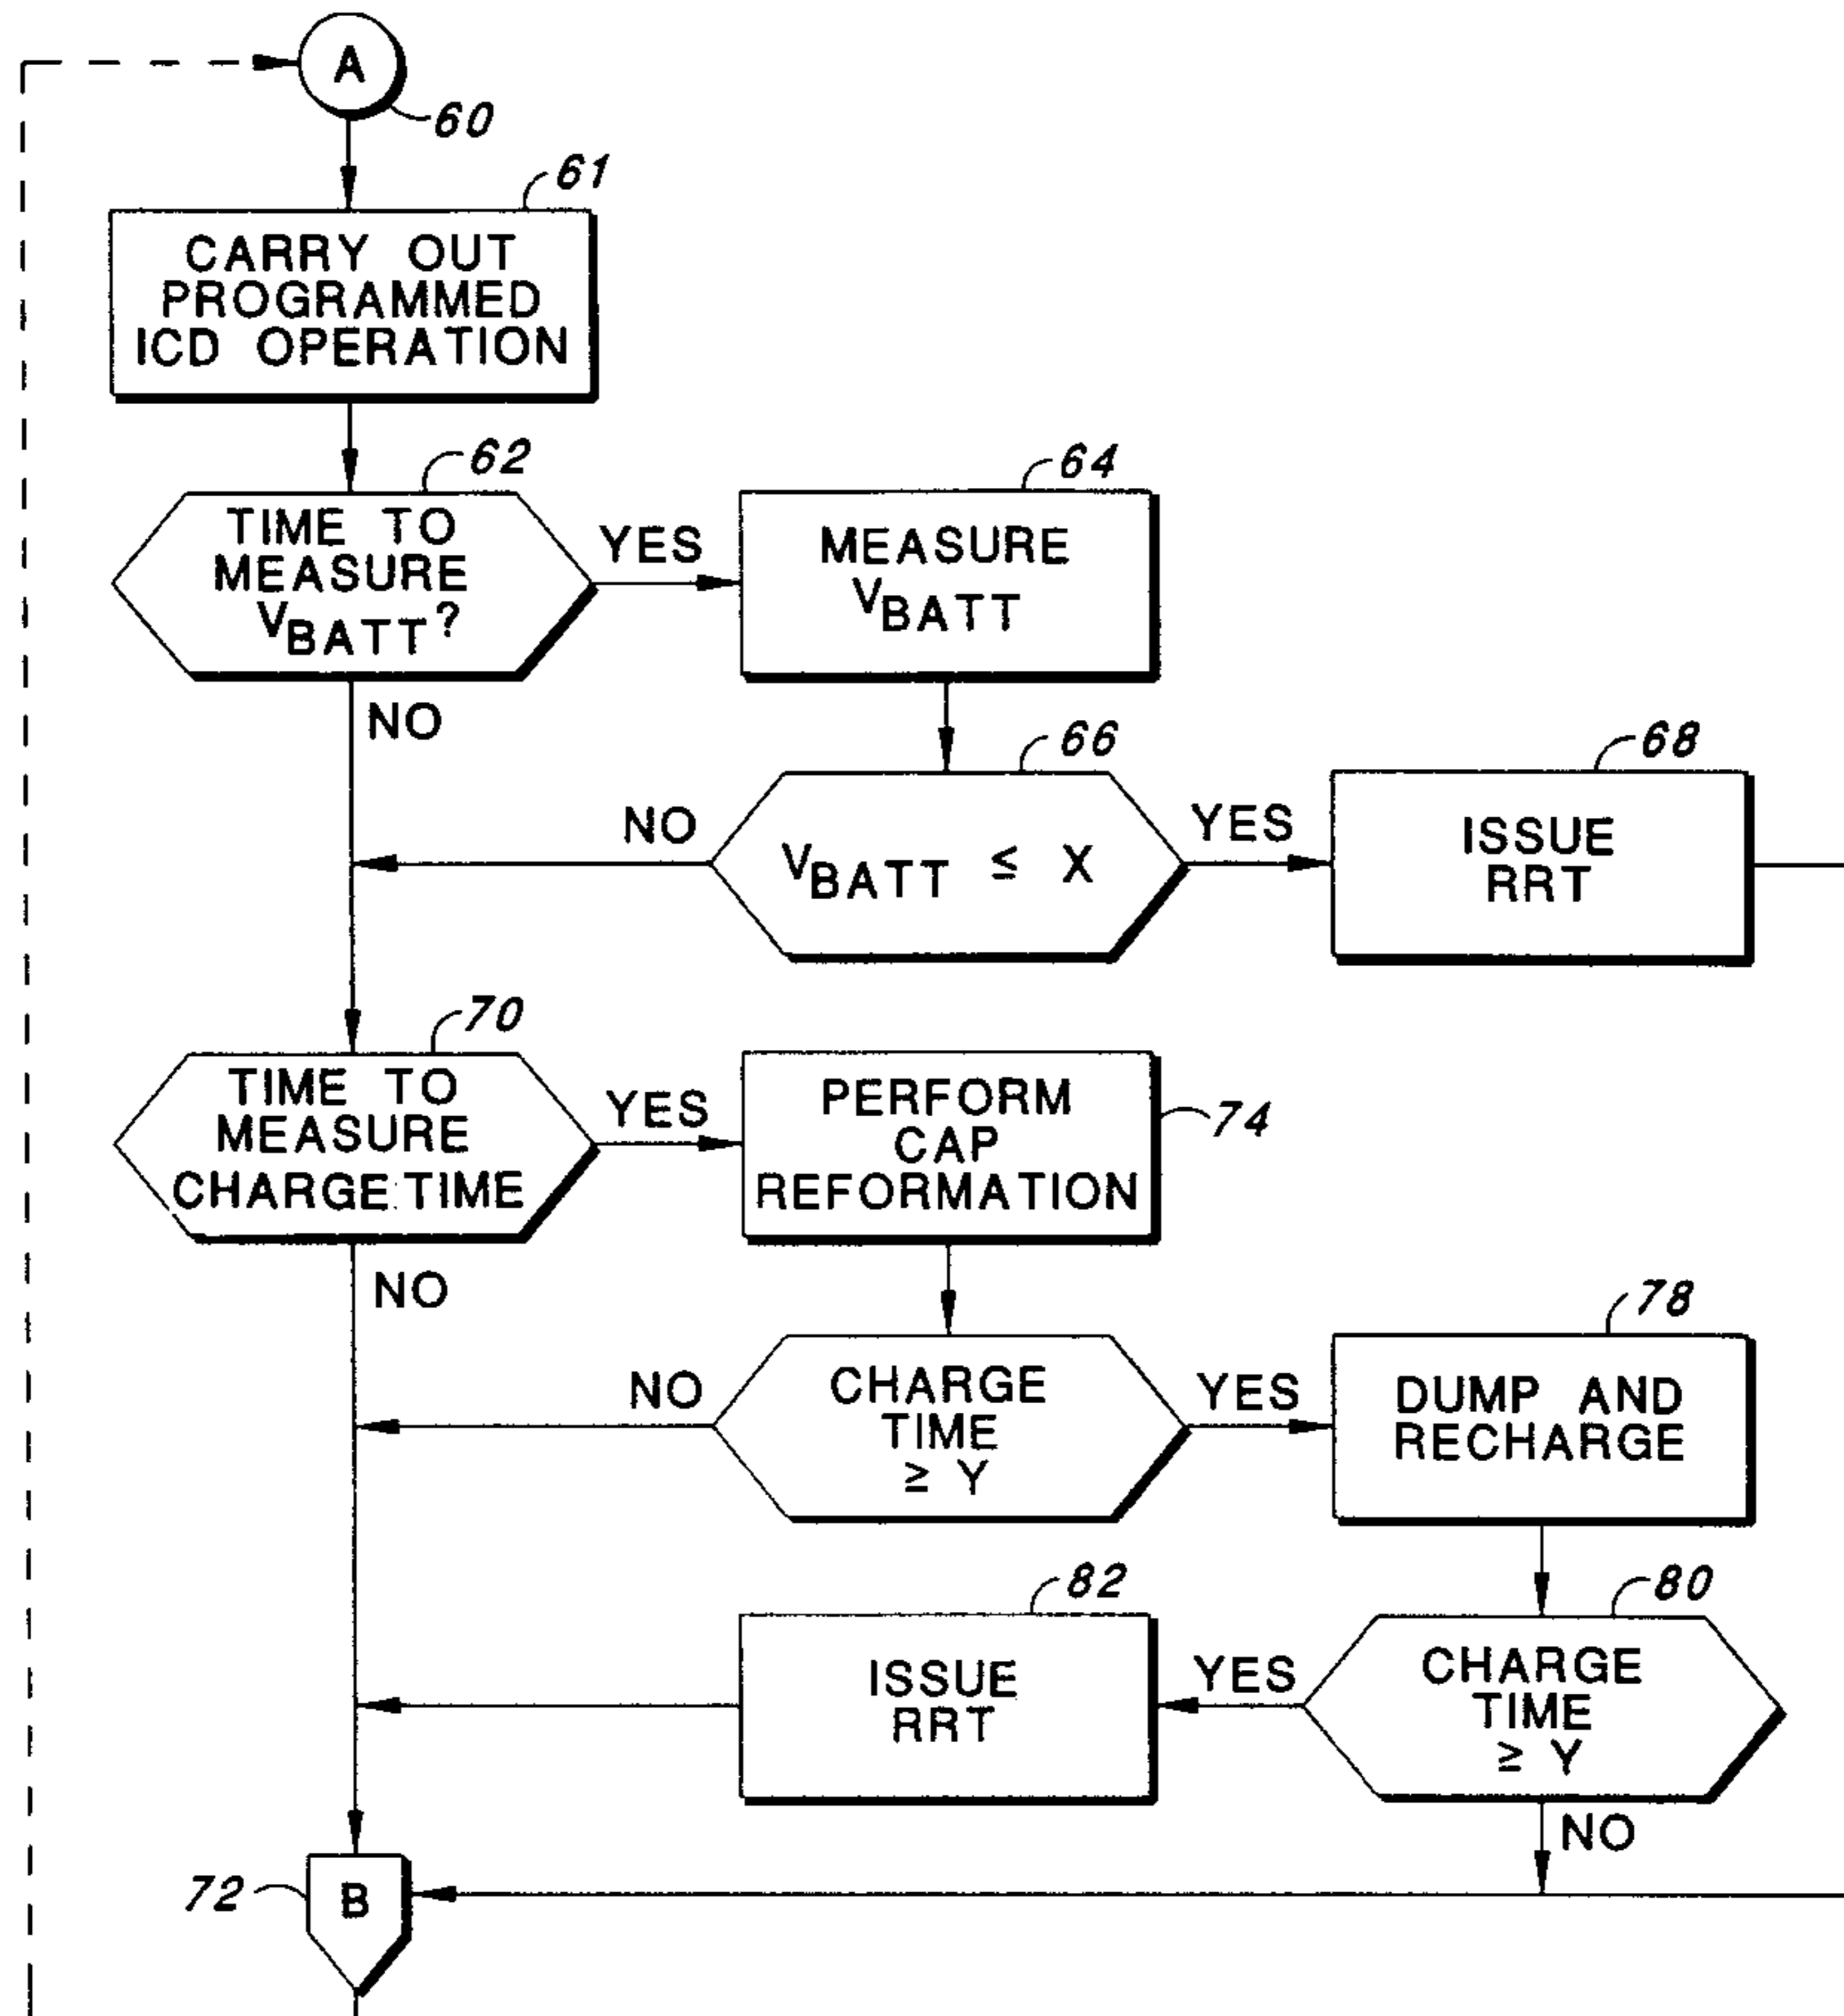 A
60
61
CARRY OUT
PROGRAMMED
ICD OPERATION
62
TIME TO
MEASURE
VBATT?
YES
NO
64
MEASURE
VBATT
66
VBATT ≤ X
NO
YES
68
ISSUE
RRT
70
TIME TO
MEASURE
CHARGE TIME
YES
NO
PERFORM
CAP
REFORMATION
74
CHARGE
TIME
≥ Y
NO
YES
78
DUMP AND
RECHARGE
80
CHARGE
TIME
≥ Y
YES
NO
82
ISSUE
RRT
72
B